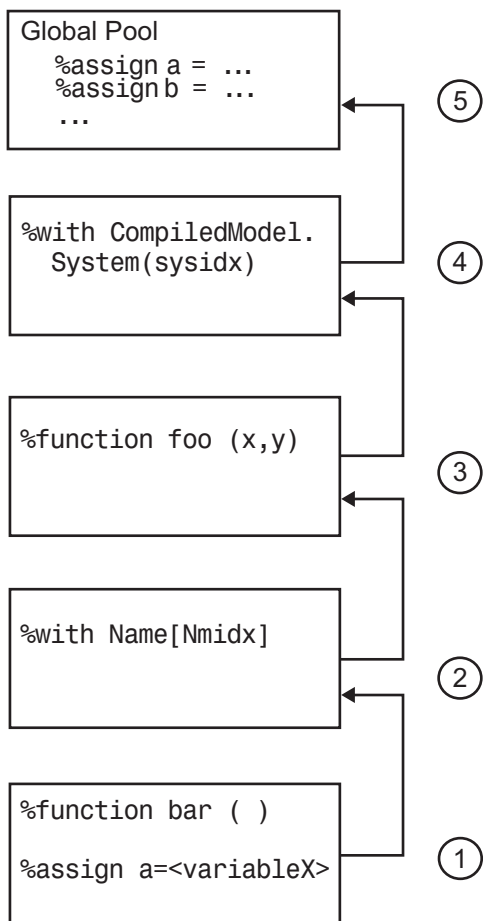 Global Pool
%assign a = ...
%assign b = ...
...
5
%with CompiledModel.
System(sysidx)
4
%function foo (x,y)
3
%with Name[Nmidx]
2
%function bar ( )
%assign a=<variableX>
1